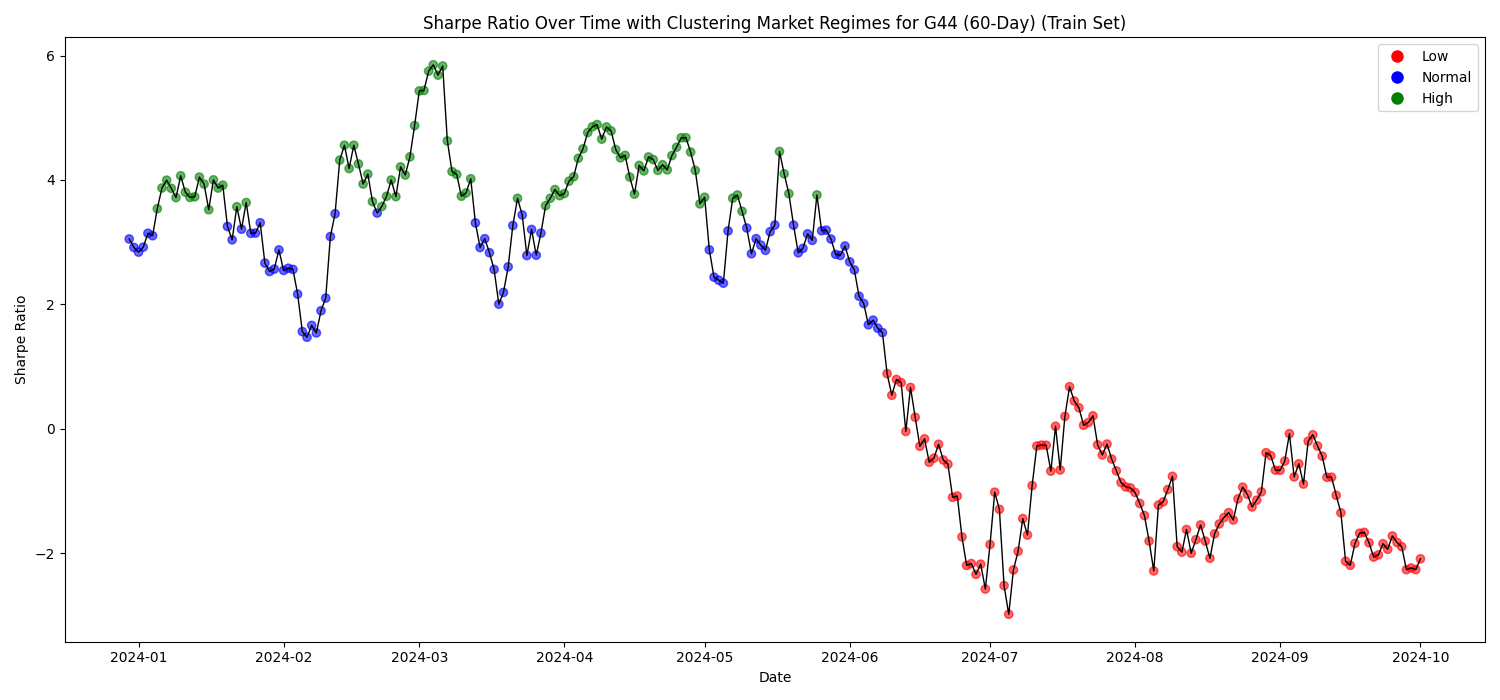 Sharpe Ratio Over Time with Clustering Market Regimes for G44 (60-Day) (Train Set)
Low
Normal
High
6
4
2
0
−2
Sharpe Ratio
2024-01
2024-02
2024-03
2024-04
2024-05
2024-06
2024-07
2024-08
2024-09
2024-10
Date